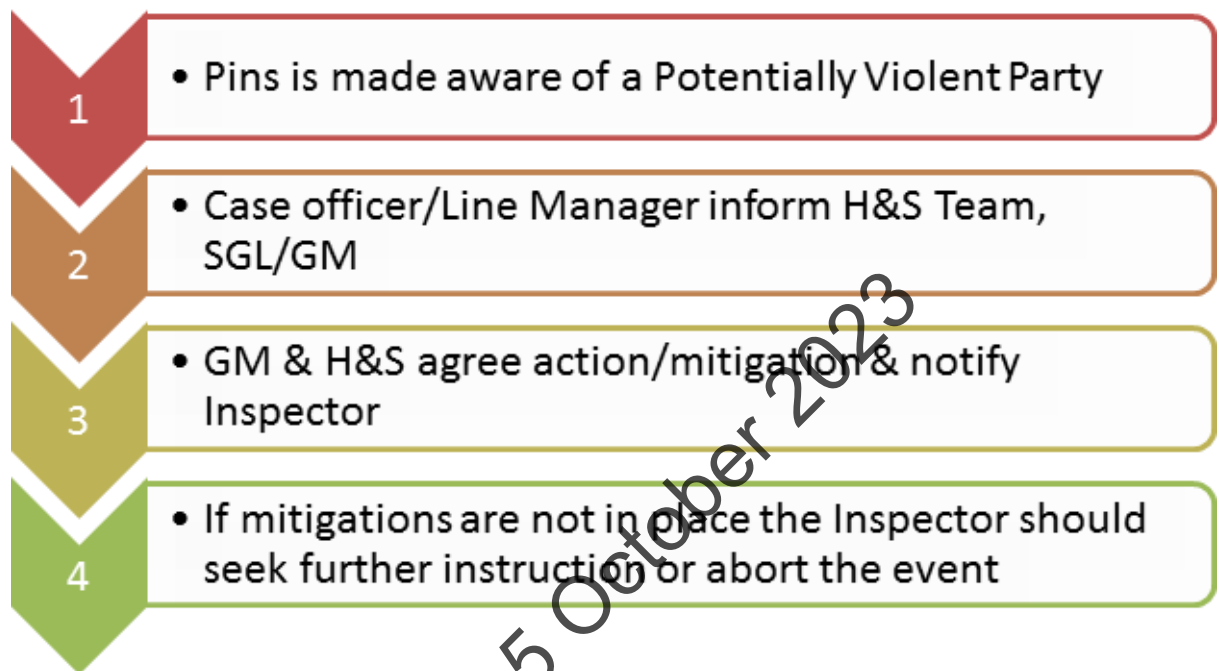 1
• Pins is made aware of a Potentially Violent Party
2
• Case officer/Line Manager inform H&S Team,
SGL/GM
3
• GM & H&S agree action/mitigation & notify
Inspector
4
• If mitigations are not in place the Inspector should
seek further instruction or abort the event
5 October 2023